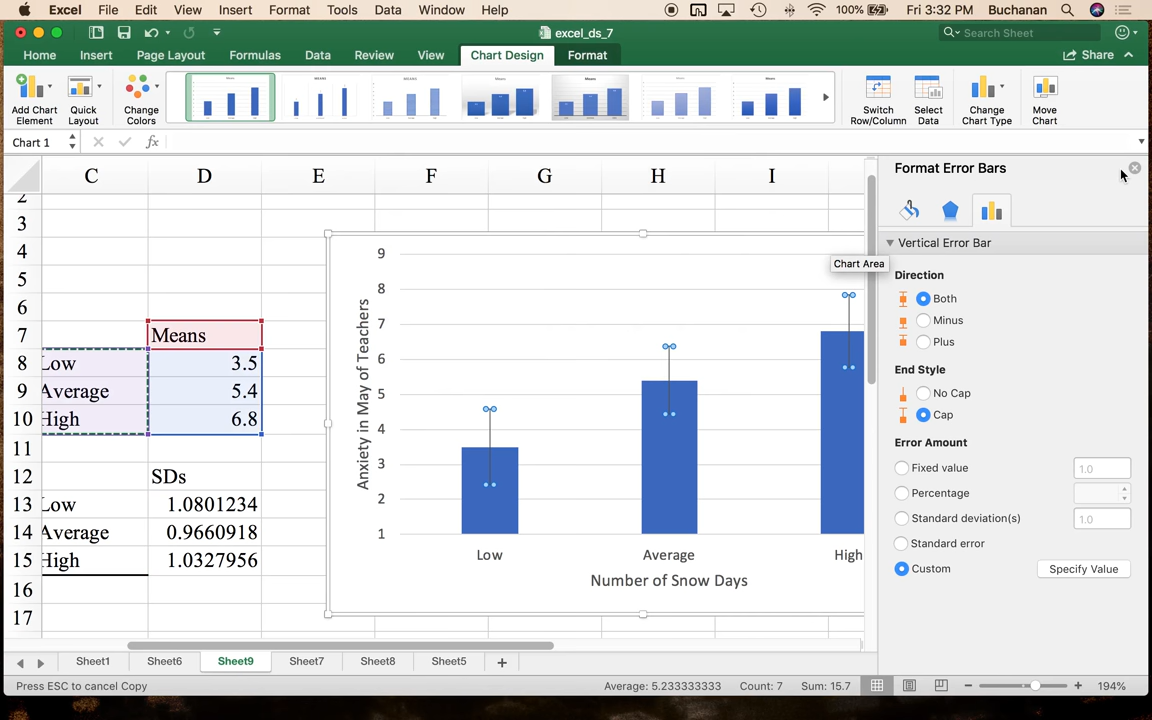 Excel File Edit View Insert Format Tools Data Window Help 100% Fri 3:32 PM Buchanan
excel_ds_7
Search Sheet
Home Insert Page Layout Formulas Data Review View Chart Design Format Share
Add Chart Element
Quick Layout
Change Colors
Switch Row/Column
Select Data
Change Chart Type
Move Chart
Chart 1 fx
C D E F G H I
2
3
4
5
6
7 Means
8 Low 3.5
9 Average 5.4
10 High 6.8
11
12 SDs
13 Low 1.0801234
14 Average 0.9660918
15 High 1.0327956
16
17
Anxiety in May of Teachers
9
8
7
6
5
4
3
2
1
Low Average High
Number of Snow Days
Chart Area
Format Error Bars
Vertical Error Bar
Direction
Both
Minus
Plus
End Style
No Cap
Cap
Error Amount
Fixed value 1.0
Percentage
Standard deviation(s) 1.0
Standard error
Custom Specify Value
Sheet1 Sheet6 Sheet9 Sheet7 Sheet8 Sheet5 +
Press ESC to cancel Copy Average: 5.233333333 Count: 7 Sum: 15.7 194%